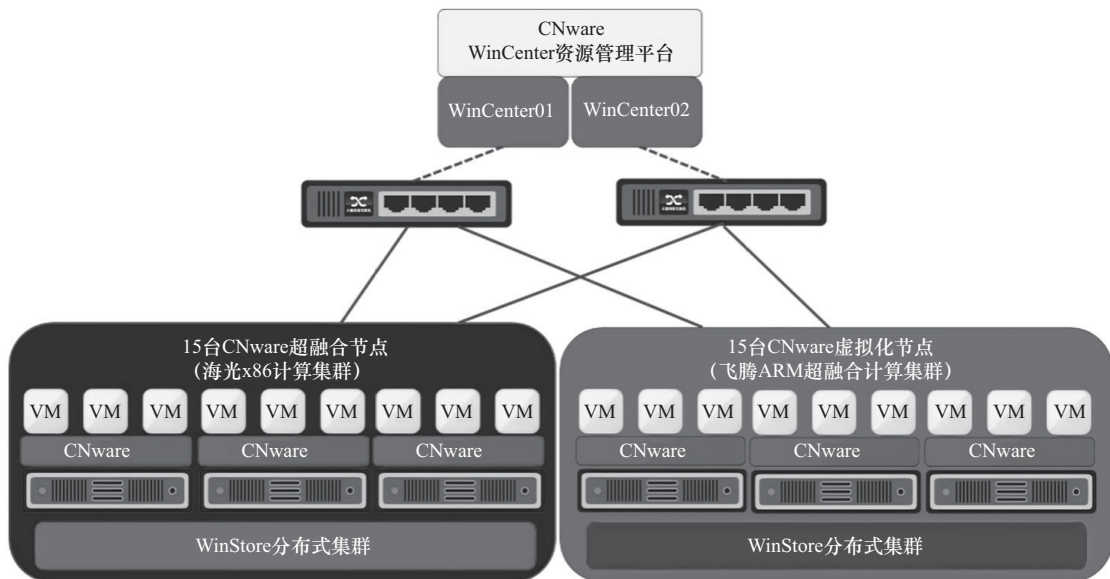 CNware
WinCenter资源管理平台
WinCenter01
WinCenter02
15台CNware超融合节点
（海光x86计算集群）
VM
VM
VM
VM
VM
VM
VM
VM
VM
CNware
CNware
CNware
WinStore分布式集群
15台CNware虚拟化节点
（飞腾ARM超融合计算集群）
VM
VM
VM
VM
VM
VM
VM
VM
VM
CNware
CNware
CNware
WinStore分布式集群